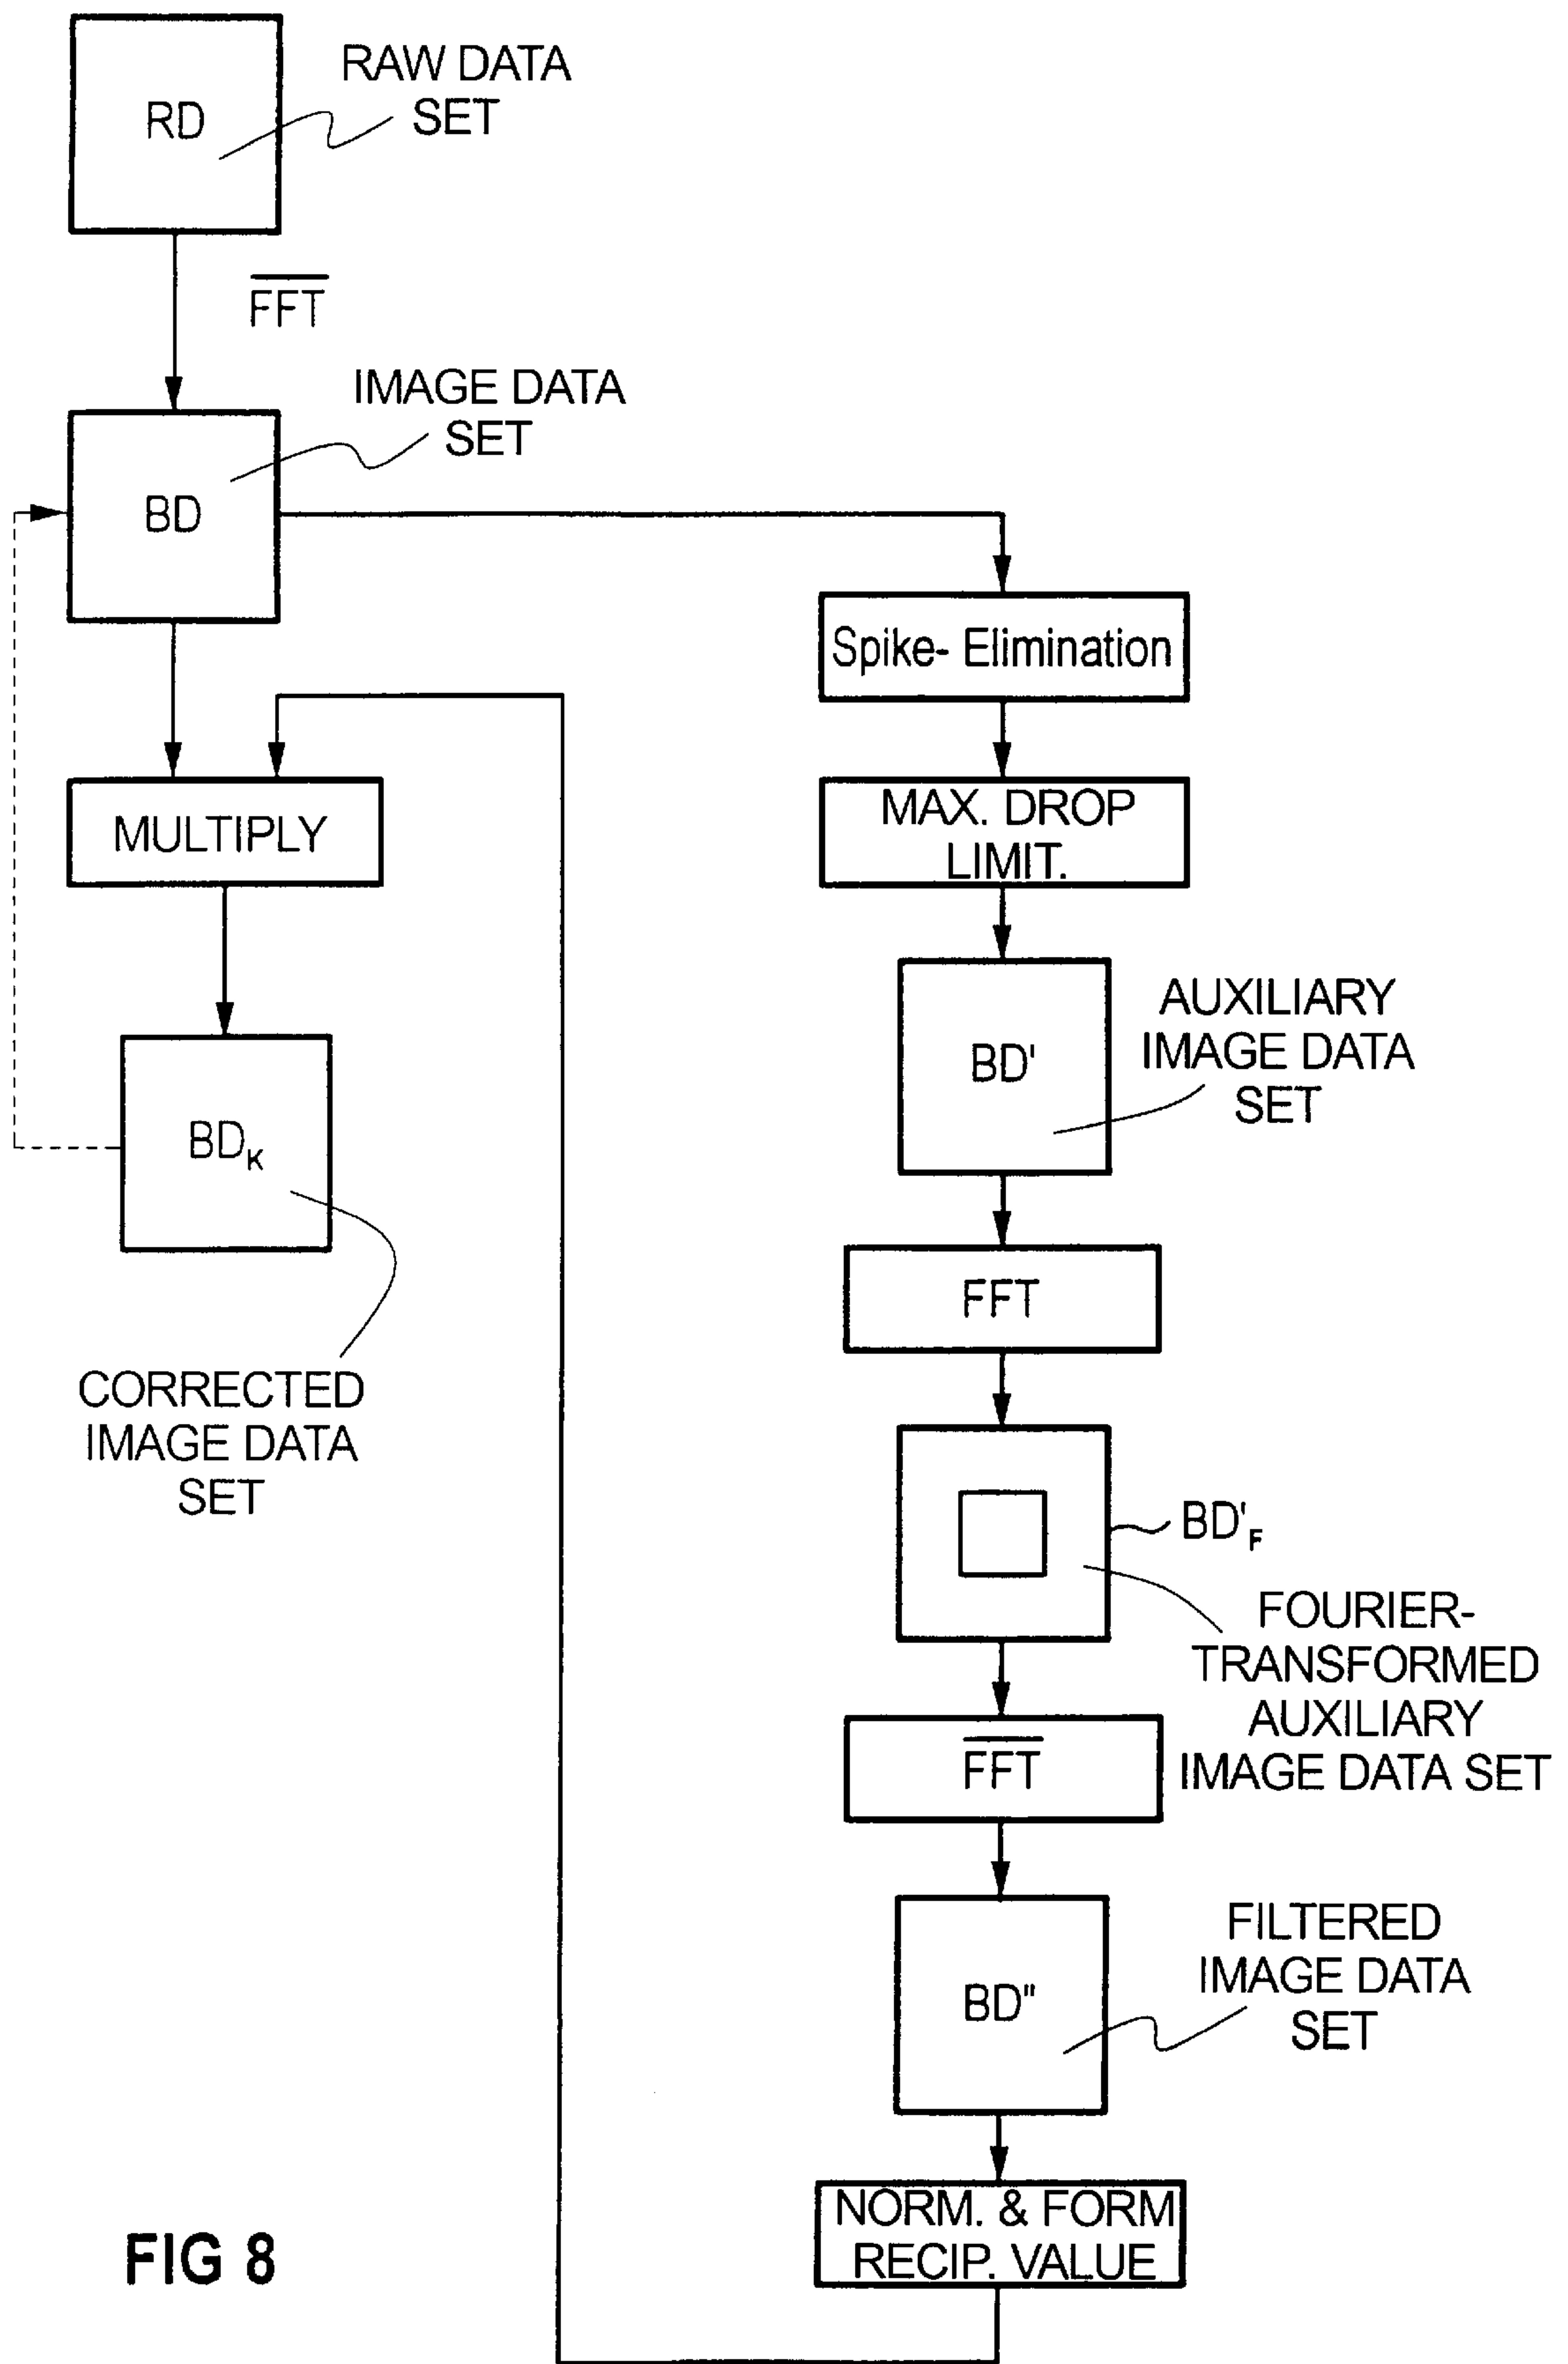 RD
RAW DATA
SET
FFT
IMAGE DATA
SET
BD
Spike- Elimination
MULTIPLY
MAX. DROP
LIMIT.
BD'
AUXILIARY
IMAGE DATA
SET
BDK
CORRECTED
IMAGE DATA
SET
FFT
BD'F
FOURIER-
TRANSFORMED
AUXILIARY
IMAGE DATA SET
FFT
BD"
FILTERED
IMAGE DATA
SET
NORM. & FORM
RECIP. VALUE
FIG 8